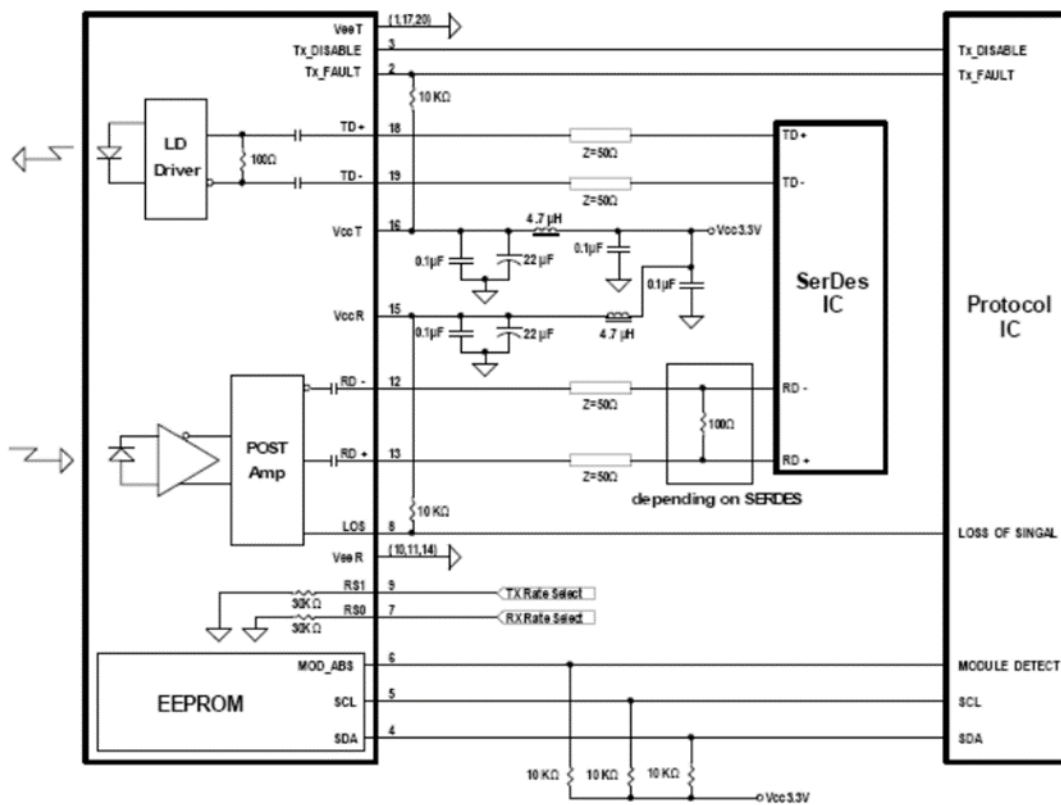 VeeT (1,17,20)
Tx_DISABLE 3 Tx_DISABLE
Tx_FAULT 2 Tx_FAULT
10 KΩ
LD
Driver
100Ω
TD+ 18 Z=50Ω TD+
TD- 19 Z=50Ω TD-
VccT 16 4.7 µH Vcc3.3V
0.1µF 22 µF 0.1µF 0.1µF
SerDes
IC
Protocol
IC
VccR 15
0.1µF 22 µF 4.7 µH
RD - 12 Z=50Ω RD -
100Ω
POST
Amp
RD + 13 Z=50Ω RD +
depending on SERDES
10 KΩ
LOS 8 LOSS OF SINGAL
VeeR (10,11,14)
RS1 9 TX Rate Select
30KΩ
RS0 7 RX Rate Select
30KΩ
MOD_ABS 6 MODULE DETECT
EEPROM
SCL 5 SCL
SDA 4 SDA
10 KΩ 10 KΩ 10 KΩ
Vcc3.3V